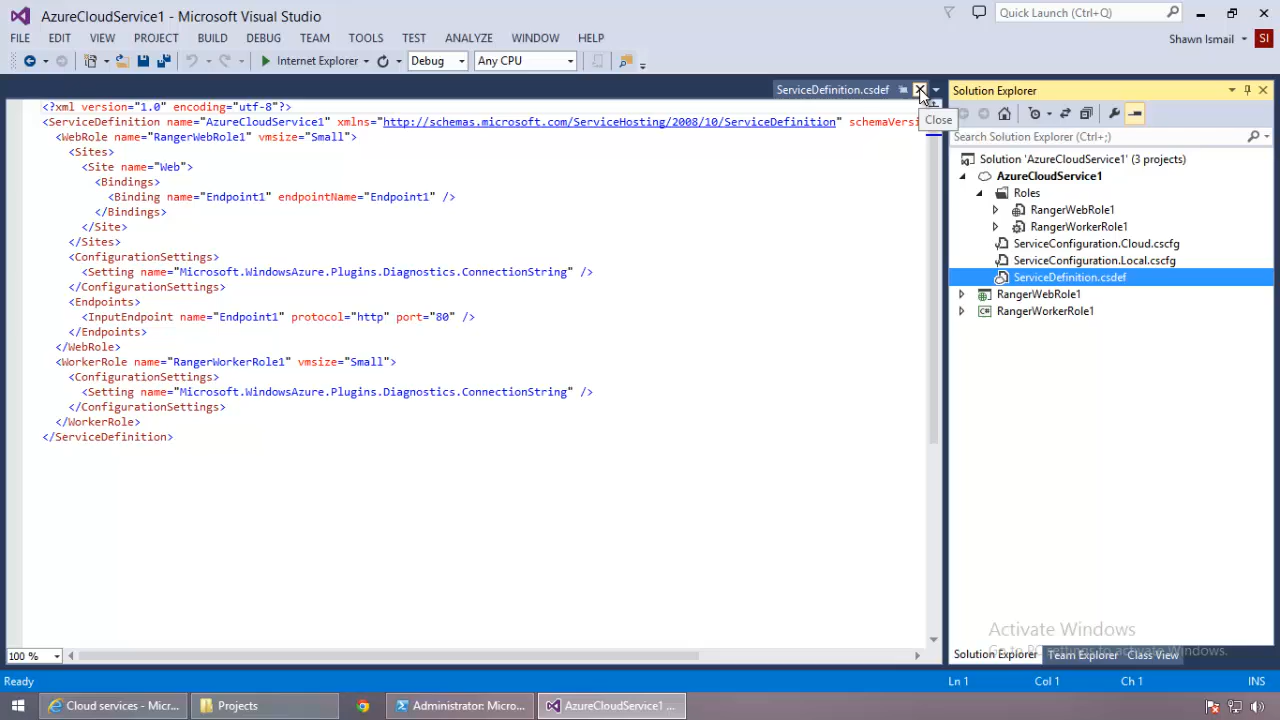 AzureCloudService1 - Microsoft Visual Studio
Quick Launch (Ctrl+Q)
FILE EDIT VIEW PROJECT BUILD DEBUG TEAM TOOLS TEST ANALYZE WINDOW HELP
Shawn Ismail
SI
Internet Explorer
Debug
Any CPU
ServiceDefinition.csdef
Close
<?xml version="1.0" encoding="utf-8"?>
<ServiceDefinition name="AzureCloudService1" xmlns="http://schemas.microsoft.com/ServiceHosting/2008/10/ServiceDefinition" schemaVersi
<WebRole name="RangerWebRole1" vmsize="Small">
<Sites>
<Site name="Web">
<Bindings>
<Binding name="Endpoint1" endpointName="Endpoint1" />
</Bindings>
</Site>
</Sites>
<ConfigurationSettings>
<Setting name="Microsoft.WindowsAzure.Plugins.Diagnostics.ConnectionString" />
</ConfigurationSettings>
<Endpoints>
<InputEndpoint name="Endpoint1" protocol="http" port="80" />
</Endpoints>
</WebRole>
<WorkerRole name="RangerWorkerRole1" vmsize="Small">
<ConfigurationSettings>
<Setting name="Microsoft.WindowsAzure.Plugins.Diagnostics.ConnectionString" />
</ConfigurationSettings>
</WorkerRole>
</ServiceDefinition>
100 %
Solution Explorer
Search Solution Explorer (Ctrl+;)
Solution 'AzureCloudService1' (3 projects)
AzureCloudService1
Roles
RangerWebRole1
RangerWorkerRole1
ServiceConfiguration.Cloud.cscfg
ServiceConfiguration.Local.cscfg
ServiceDefinition.csdef
RangerWebRole1
C# RangerWorkerRole1
Activate Windows
Go to PC settings to activate Windows.
Solution Explorer Team Explorer Class View
Ready
Ln 1 Col 1 Ch 1 INS
Cloud services - Micr...
Projects
Administrator: Micro...
AzureCloudService1 ...